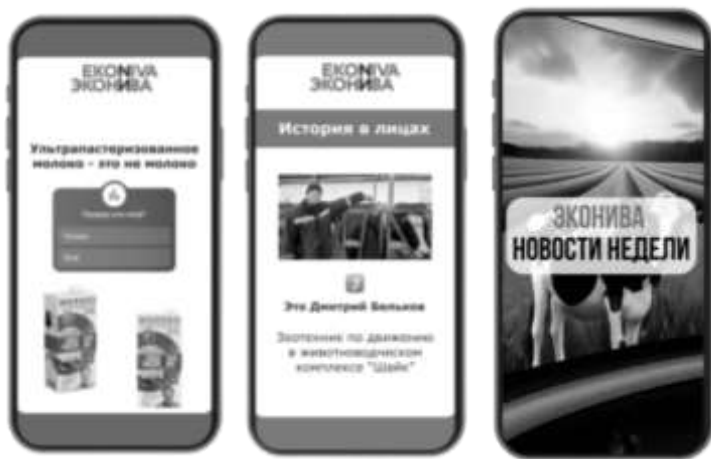 EKONIVA
ЭКОНИВА
Ультрапастеризованное
молоко – это не молоко
EKONIVA
ЭКОНИВА
История в лицах
Это Дмитрий Бельков
Зоотехник по движению
в животноводческом
комплексе "Шайк"
ЭКОНИВА
НОВОСТИ НЕДЕЛИ